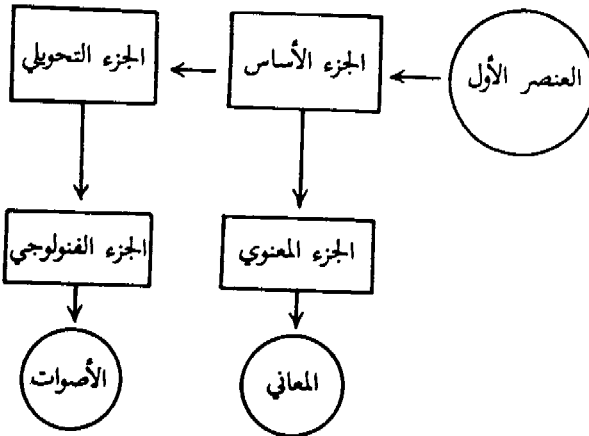 العنصر الأول
الجزء الأساس
الجزء التحويلي
الجزء المعنوي
الجزء الفنولوجي
المعاني
الأصوات